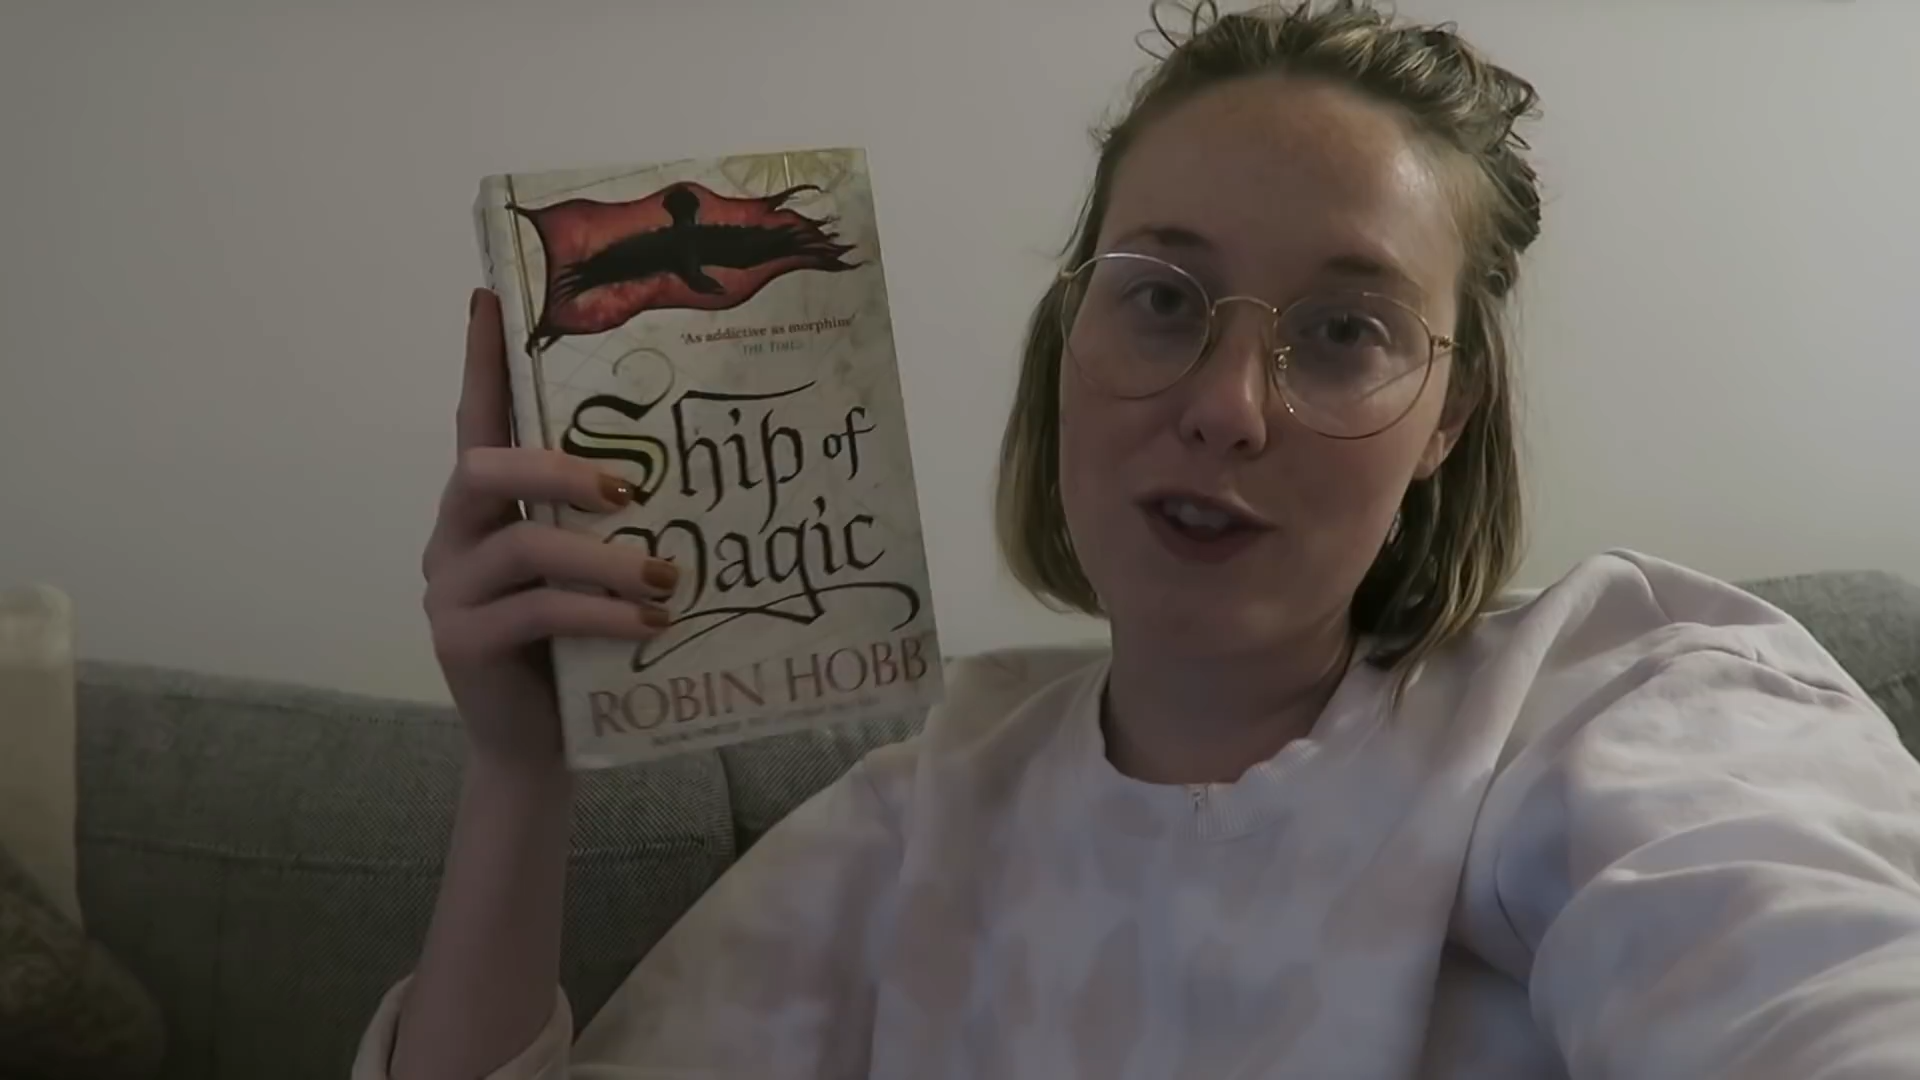 'As addictive as morphine'
THE TIMES
Ship of
Magic
ROBIN HOBB